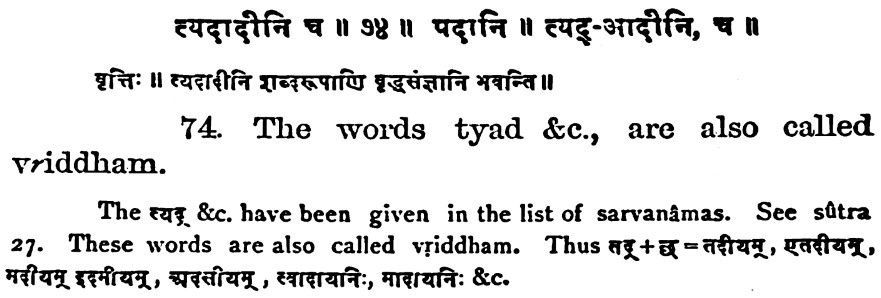 त्यदादीनि च ॥ ७४ ॥ पदानि ॥ त्यद्-आदीनि, च ॥
वृत्तिः ॥ त्यदादीनि शब्दरूपाणि वृद्धसंज्ञानि भवन्ति ॥
74. The words tyad &c., are also called
vriddham.
The त्यद् &c. have been given in the list of sarvanâmas. See sûtra
27. These words are also called vṛiddham. Thus तद्+छ=तदीयम्, एतदीयम्,
मदीयम् इदमीयम्, अदसीयम्, त्वादायनिः, मादायनिः &c.